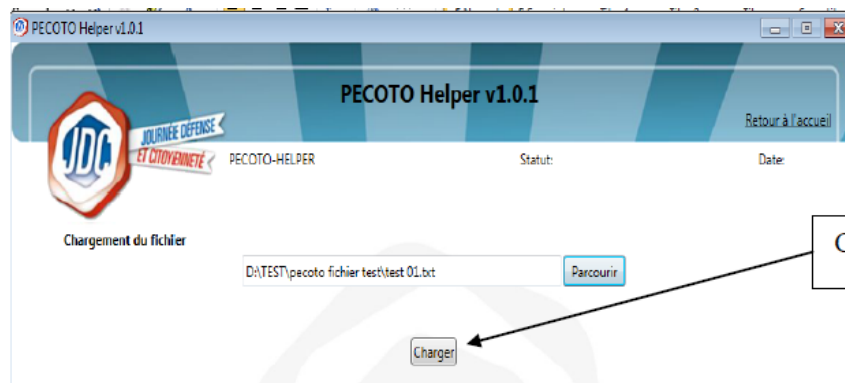 PECOTO Helper v1.0.1
PECOTO Helper v1.0.1
Retour à l'accueil
JDC
JOURNÉE DÉFENSE
ET CITOYENNETÉ
PECOTO-HELPER Statut: Date:
Chargement du fichier
D:\TEST\pecoto fichier test\test 01.txt Parcourir
Charger